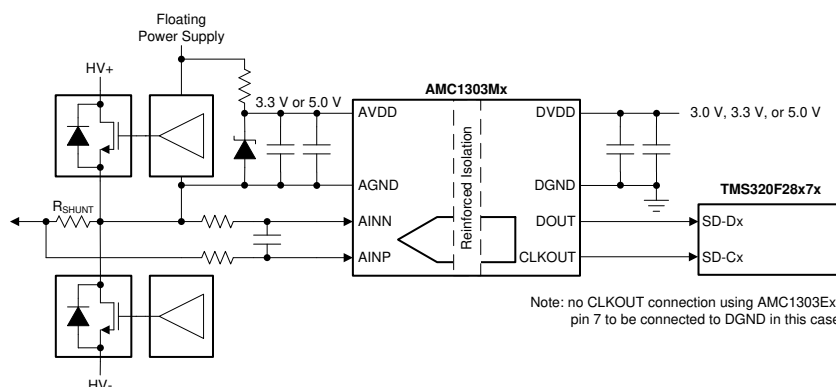 Floating
Power Supply
HV+
3.3 V or 5.0 V
AMC1303Mx
AVDD
DVDD
3.0 V, 3.3 V, or 5.0 V
Reinforced Isolation
AGND
DGND
TMS320F28x7x
RSHUNT
AINN
DOUT
SD-Dx
AINP
CLKOUT
SD-Cx
Note: no CLKOUT connection using AMC1303Ex
pin 7 to be connected to DGND in this case
HV-